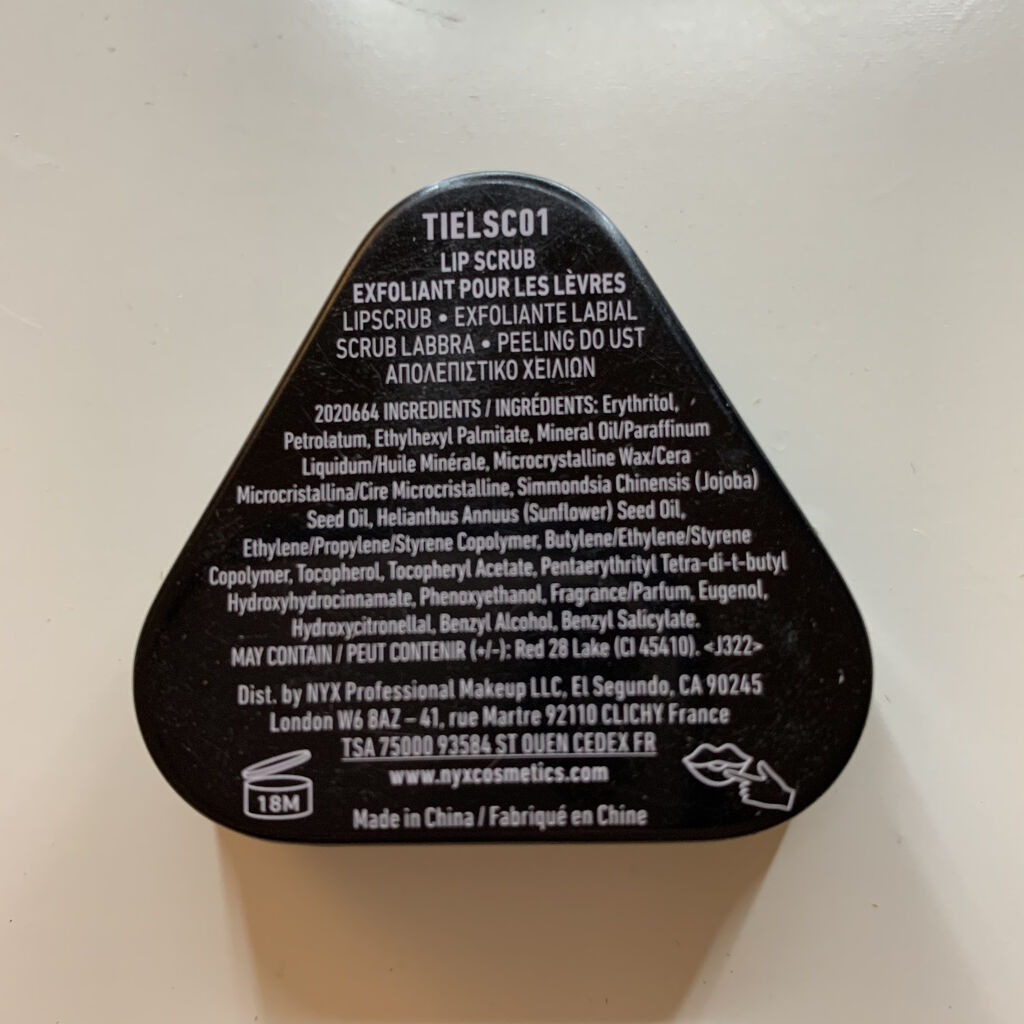 TIELSC01
LIP SCRUB
EXFOLIANT POUR LES LÈVRES
LIPSCRUB • EXFOLIANTE LABIAL
SCRUB LABBRA • PEELING DO UST
ΑΠΟΛΕΠΙΣΤΙΚΟ ΧΕΙΛΙΩΝ
2020664 INGREDIENTS / INGRÉDIENTS: Erythritol,
Petrolatum, Ethylhexyl Palmitate, Mineral Oil/Paraffinum
Liquidum/Huile Minérale, Microcrystalline Wax/Cera
Microcristallina/Cire Microcristalline, Simmondsia Chinensis (Jojoba)
Seed Oil, Helianthus Annuus (Sunflower) Seed Oil,
Ethylene/Propylene/Styrene Copolymer, Butylene/Ethylene/Styrene
Copolymer, Tocopherol, Tocopheryl Acetate, Pentaerythrityl Tetra-di-t-butyl
Hydroxyhydrocinnamate, Phenoxyethanol, Fragrance/Parfum, Eugenol,
Hydroxycitronellal, Benzyl Alcohol, Benzyl Salicylate.
MAY CONTAIN / PEUT CONTENIR (+/-): Red 28 Lake (CI 45410). <J322>
Dist. by NYX Professional Makeup LLC, El Segundo, CA 90245
London W6 8AZ – 41, rue Martre 92110 CLICHY France
TSA 75000 93584 ST OUEN CEDEX FR
www.nyxcosmetics.com
18M
Made in China / Fabriqué en Chine